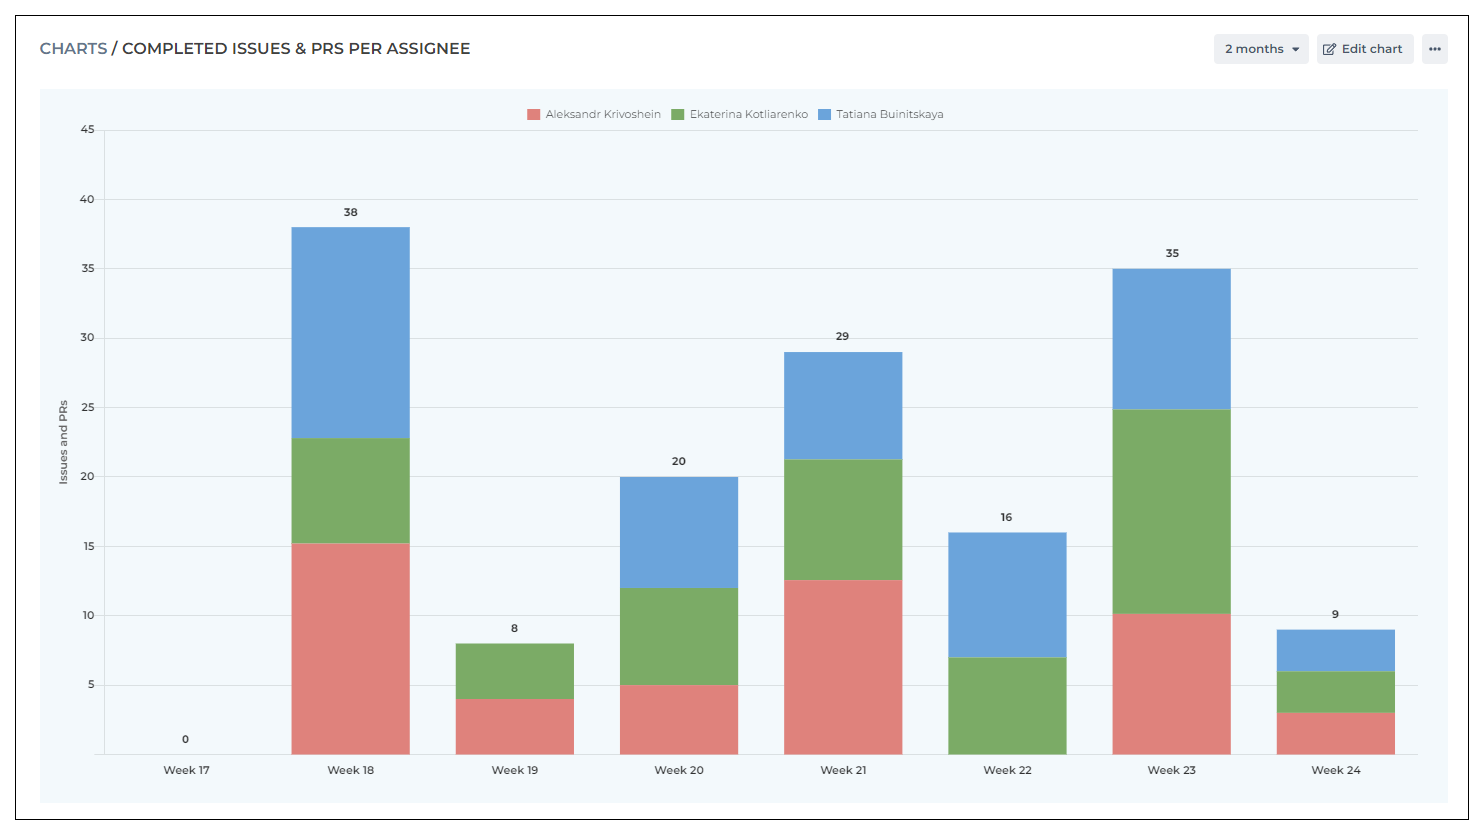 CHARTS / COMPLETED ISSUES & PRS PER ASSIGNEE
2 months
Edit chart
Aleksandr Krivoshein Ekaterina Kotliarenko Tatiana Buinitskaya
Issues and PRs
45
40
35
30
25
20
15
10
5
0
38
8
20
29
16
35
9
Week 17 Week 18 Week 19 Week 20 Week 21 Week 22 Week 23 Week 24